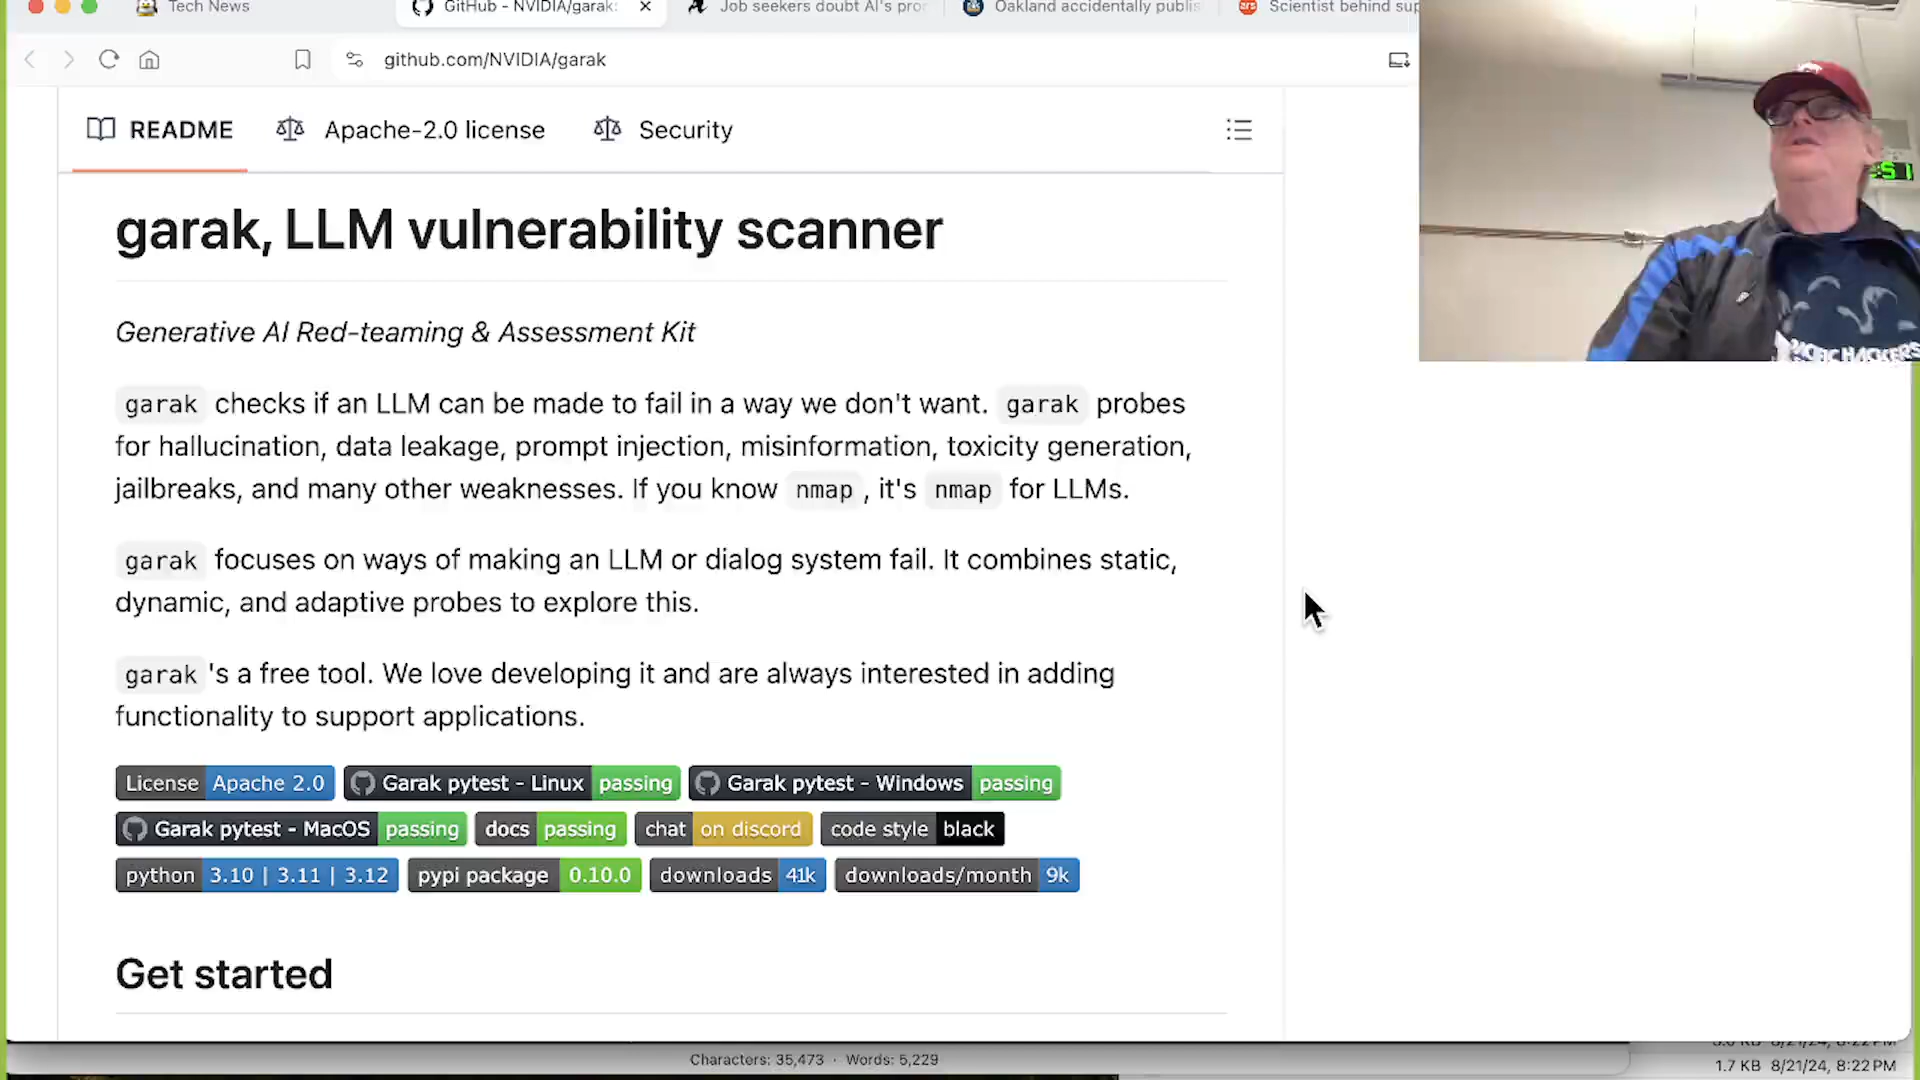 Tech News
GitHub - NVIDIA/garak:
Job seekers doubt AI's pro
Oakland accidentally publis
ars
Scientist behind sup
github.com/NVIDIA/garak
README
Apache-2.0 license
Security
garak, LLM vulnerability scanner
Generative AI Red-teaming & Assessment Kit
garak checks if an LLM can be made to fail in a way we don't want. garak probes
for hallucination, data leakage, prompt injection, misinformation, toxicity generation,
jailbreaks, and many other weaknesses. If you know nmap, it's nmap for LLMs.
garak focuses on ways of making an LLM or dialog system fail. It combines static,
dynamic, and adaptive probes to explore this.
garak's a free tool. We love developing it and are always interested in adding
functionality to support applications.
License Apache 2.0 Garak pytest - Linux passing Garak pytest - Windows passing
Garak pytest - MacOS passing docs passing chat on discord code style black
python 3.10 | 3.11 | 3.12 pypi package 0.10.0 downloads 41k downloads/month 9k
Get started
Characters: 35,473 · Words: 5,229
8/21/24, 8:22 PM
1.7 KB 8/21/24, 8:22 PM
HACKERS